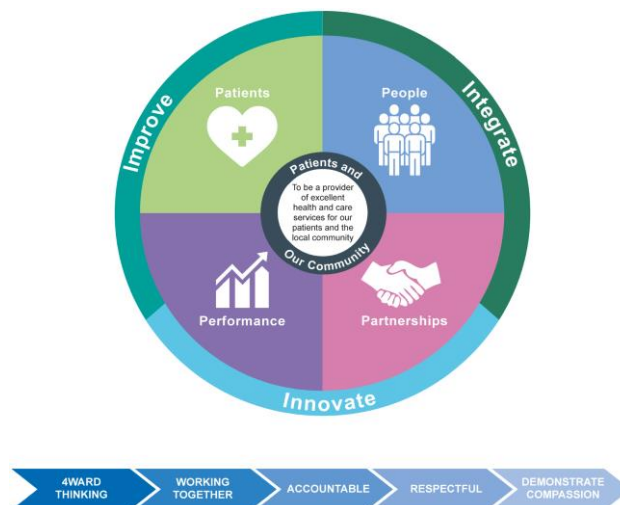 Improve
Integrate
Patients
People
Patients and
To be a provider
of excellent
health and care
services for our
patients and the
local community
Our Community
Performance
Partnerships
Innovate
4WARD
THINKING
WORKING
TOGETHER
ACCOUNTABLE
RESPECTFUL
DEMONSTRATE
COMPASSION